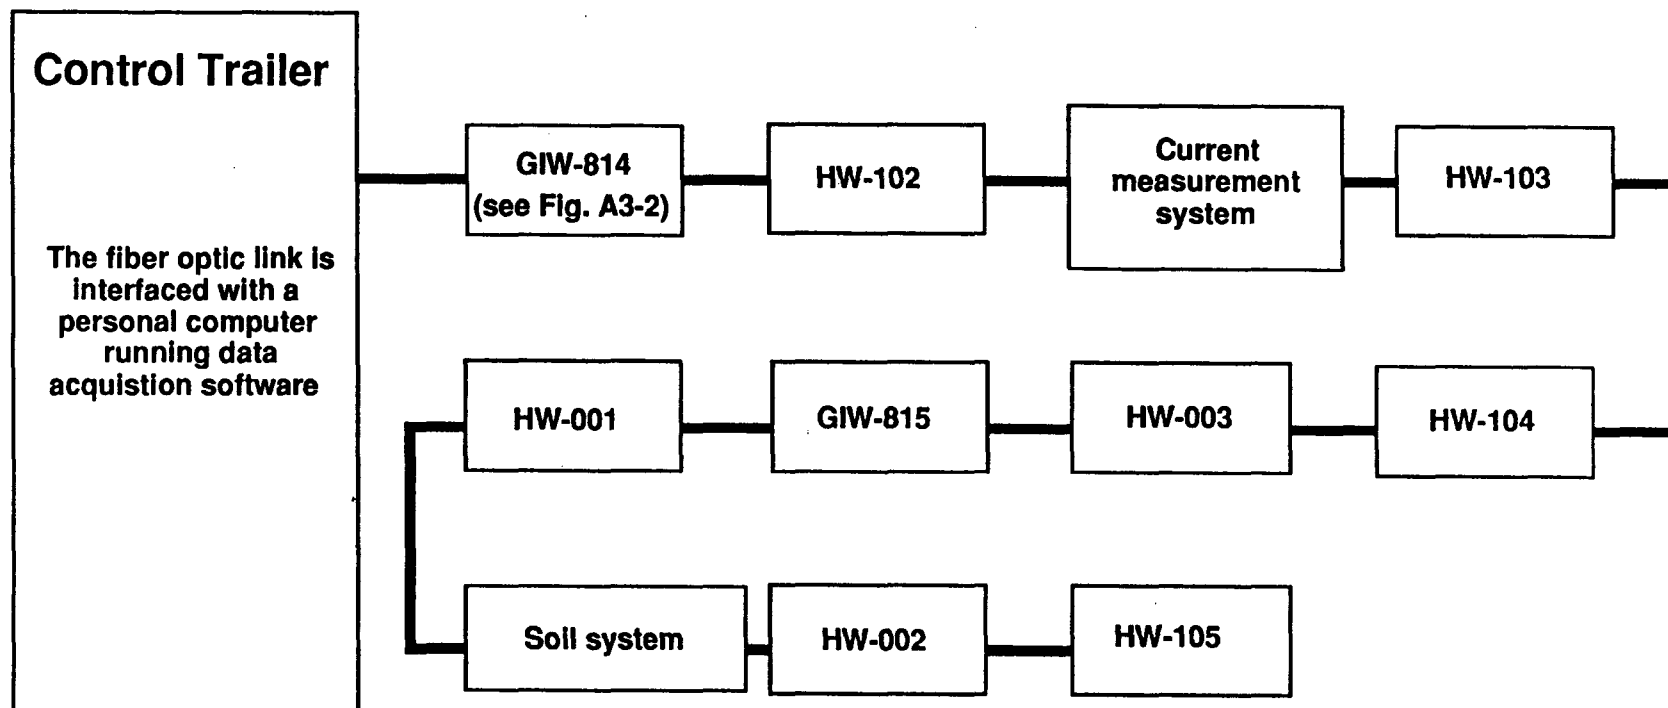 Control Trailer
The fiber optic link is
interfaced with a
personal computer
running data
acquistion software
GIW-814
(see Fig. A3-2)
HW-102
Current
measurement
system
HW-103
HW-001
GIW-815
HW-003
HW-104
Soil system
HW-002
HW-105